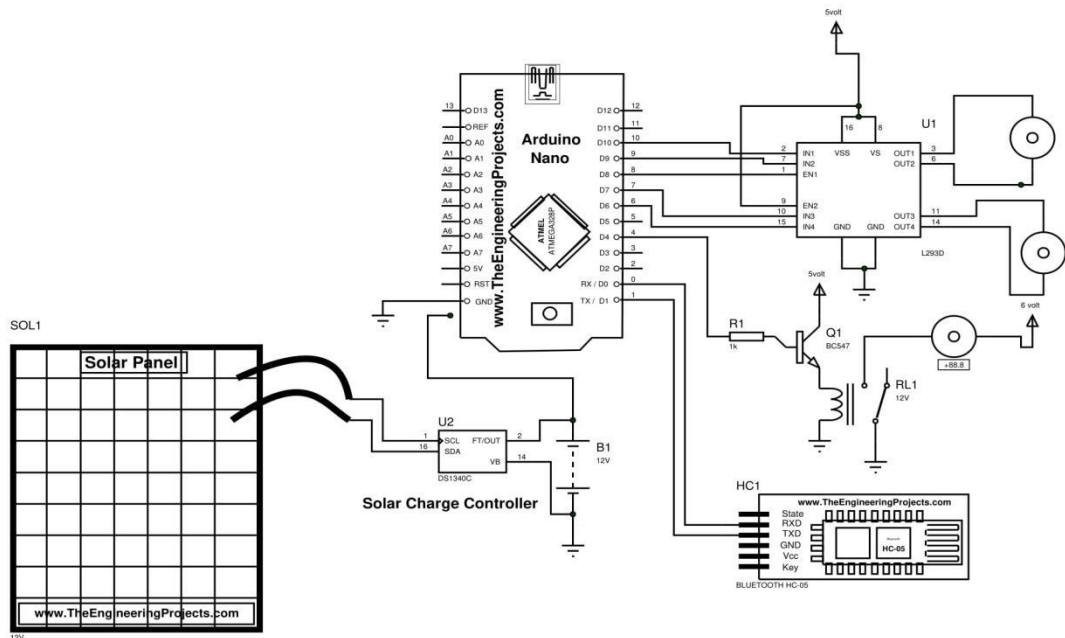 5volt
www.TheEngineeringProjects.com
Arduino
Nano
ATMEL
ATMEGA328P
13 D13
REF
A0 A0
A1 A1
A2 A2
A3 A3
A4 A4
A5 A5
A6 A6
A7 A7
5V
RST
GND
D12 12
D11 11
D10 10
D9 9
D8 8
D7 7
D6 6
D5 5
D4 4
D3 3
D2 2
RX / D0 0
TX / D1 1
U1
16 8
VSS VS
2 IN1
7 IN2
1 EN1
9 EN2
10 IN3
15 IN4
OUT1 3
OUT2 6
OUT3 11
OUT4 14
GND GND
L293D
5volt
R1
1k
Q1
BC547
6 volt
+88.8
RL1
12V
SOL1
Solar Panel
www.TheEngineeringProjects.com
12V
U2
1 SCL
16 SDA
FT/OUT 2
VB 14
DS1340C
Solar Charge Controller
B1
12V
HC1
www.TheEngineeringProjects.com
State
RXD
TXD
GND
Vcc
Key
HC-05
BLUETOOTH HC-05